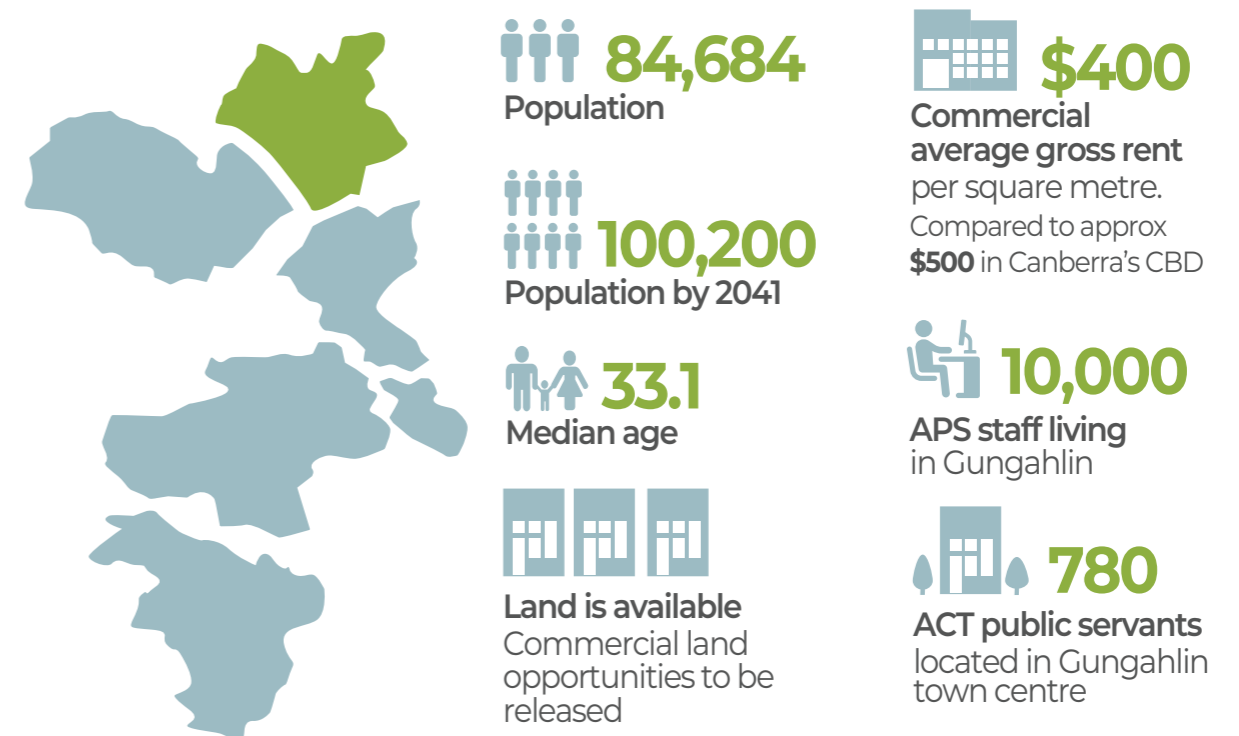 84,684
Population
100,200
Population by 2041
33.1
Median age
Land is available
Commercial land
opportunities to be
released
$400
Commercial
average gross rent
per square metre.
Compared to approx
$500 in Canberra's CBD
10,000
APS staff living
in Gungahlin
780
ACT public servants
located in Gungahlin
town centre